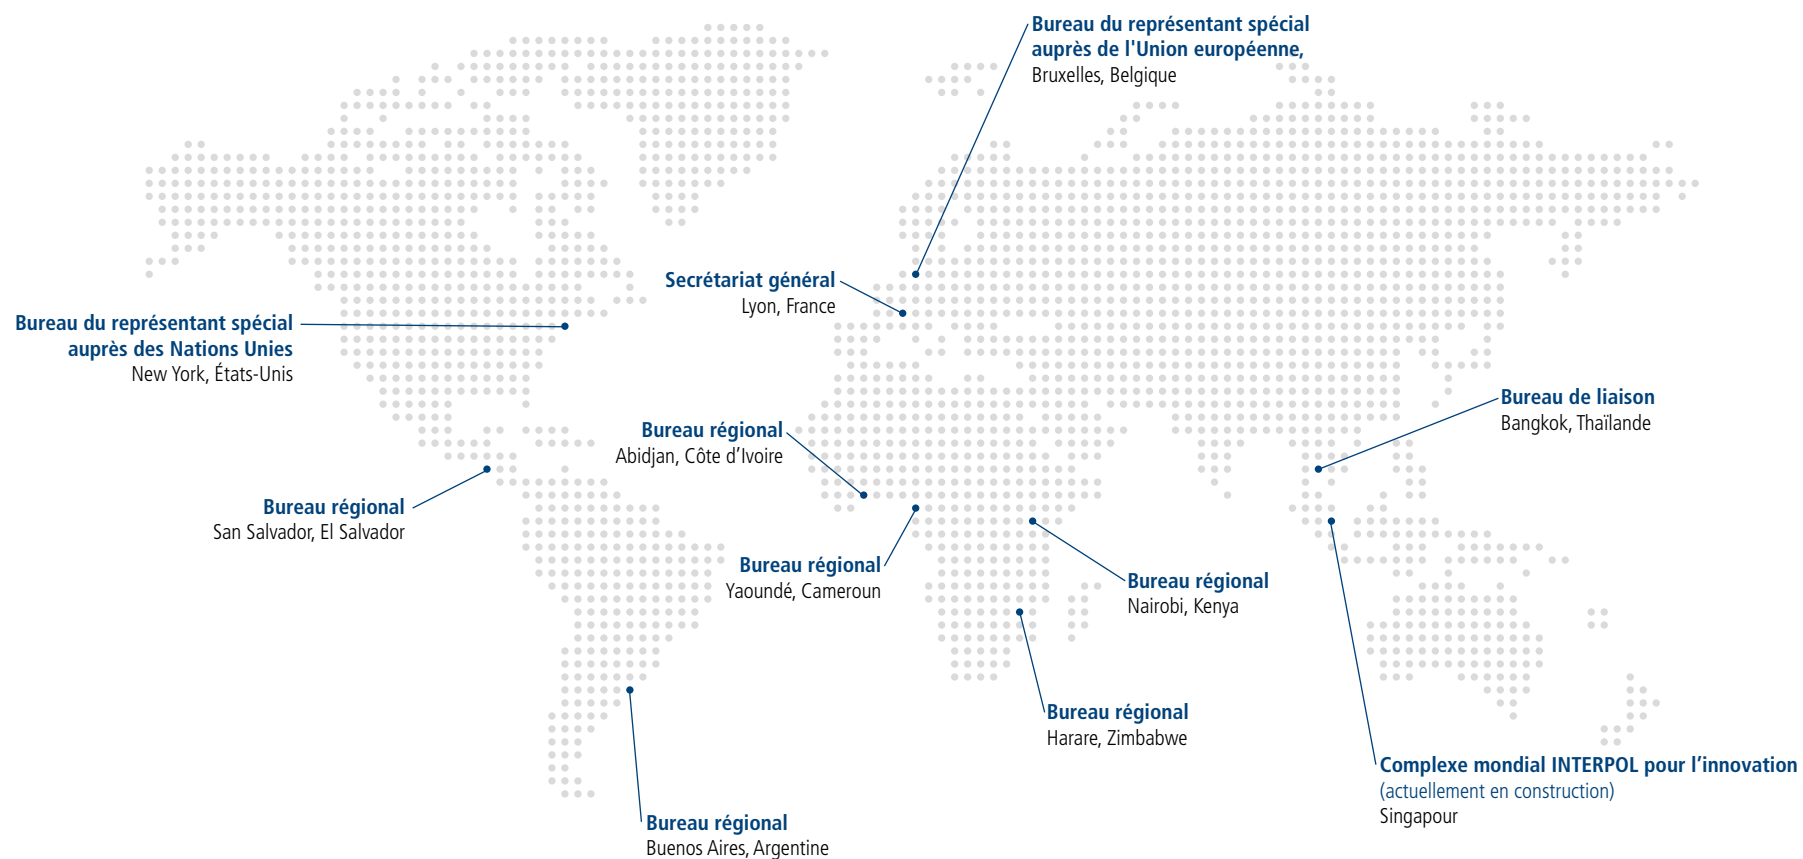 Bureau du représentant spécial
auprès de l'Union européenne,
Bruxelles, Belgique
Secrétariat général
Lyon, France
Bureau du représentant spécial
auprès des Nations Unies
New York, États-Unis
Bureau de liaison
Bangkok, Thaïlande
Bureau régional
Abidjan, Côte d’Ivoire
Bureau régional
San Salvador, El Salvador
Bureau régional
Yaoundé, Cameroun
Bureau régional
Nairobi, Kenya
Bureau régional
Harare, Zimbabwe
Complexe mondial INTERPOL pour l’innovation
(actuellement en construction)
Singapour
Bureau régional
Buenos Aires, Argentine